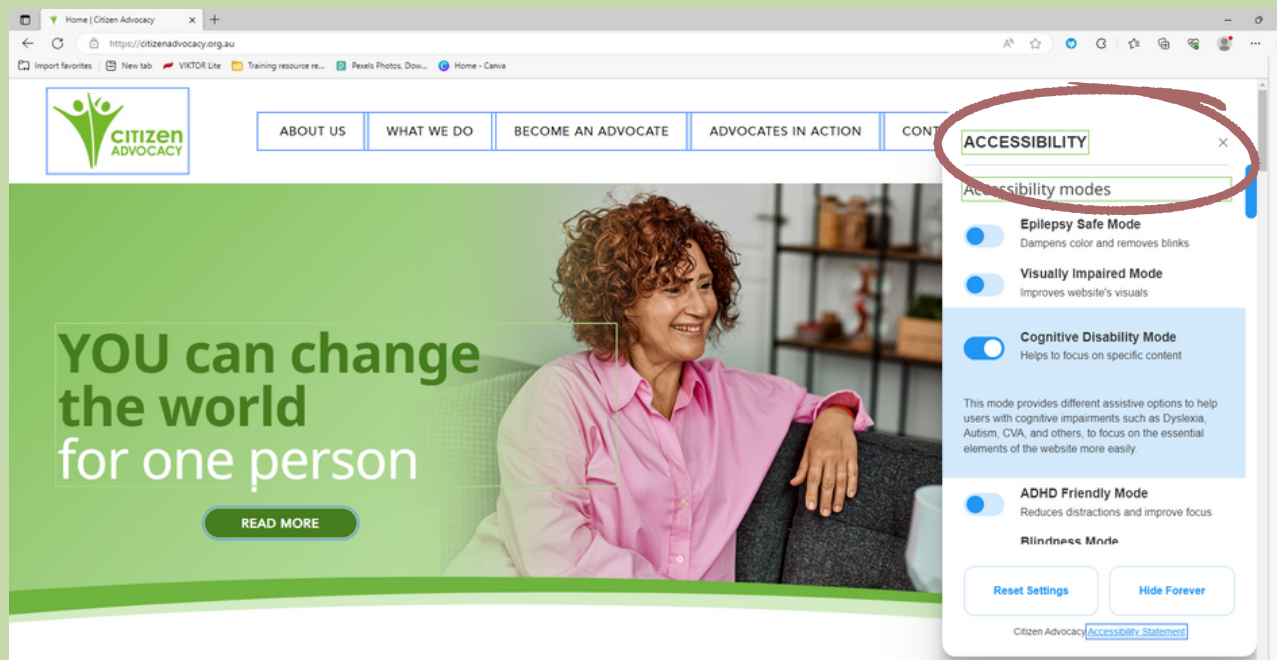 Home | Citizen Advocacy
https://citizenadvocacy.org.au
Import favorites New tab VIKTOR Lite Training resource re... Pexels Photos, Dow... Home - Canva
CITIZEN
ADVOCACY
ABOUT US WHAT WE DO BECOME AN ADVOCATE ADVOCATES IN ACTION CONT
YOU can change
the world
for one person
READ MORE
ACCESSIBILITY
Accessibility modes
Epilepsy Safe Mode
Dampens color and removes blinks
Visually Impaired Mode
Improves website's visuals
Cognitive Disability Mode
Helps to focus on specific content
This mode provides different assistive options to help
users with cognitive impairments such as Dyslexia,
Autism, CVA, and others, to focus on the essential
elements of the website more easily.
ADHD Friendly Mode
Reduces distractions and improve focus
Blindness Mode
Reset Settings Hide Forever
Citizen Advocacy Accessibility Statement